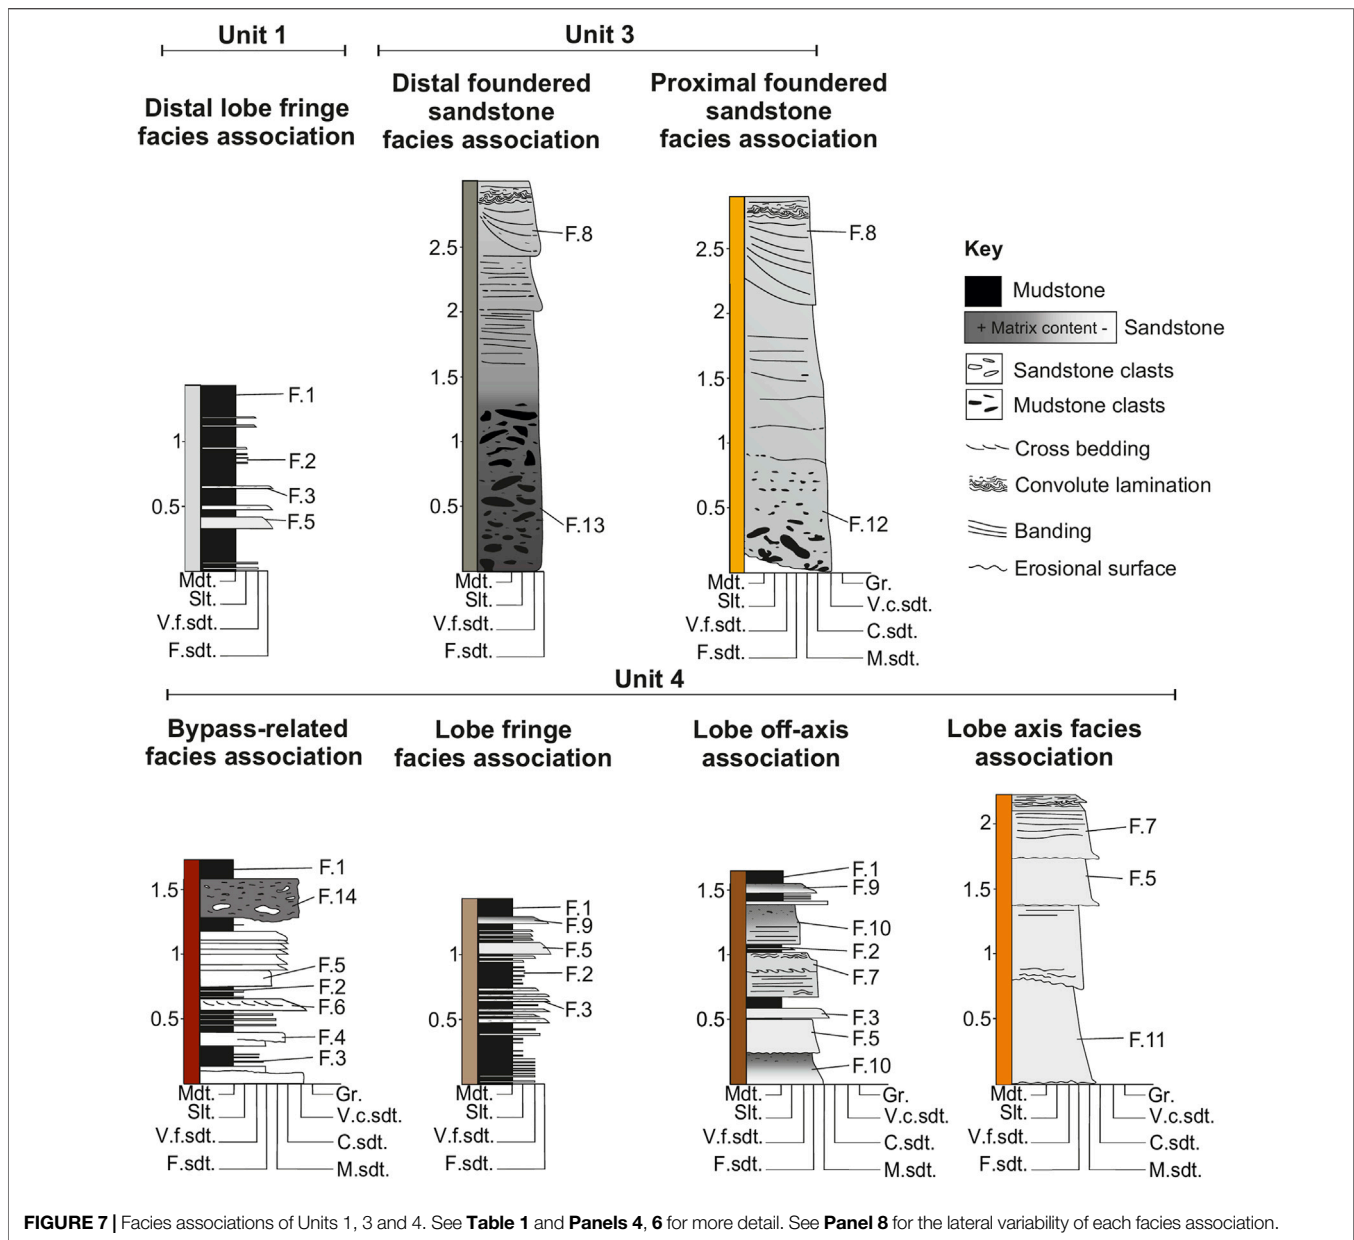 Unit 1
Unit 3
Distal lobe fringe
facies association
Distal foundered
sandstone
facies association
Proximal foundered
sandstone
facies association
F.1
F.2
F.3
F.5
1
0.5
Mdt.
Slt.
V.f.sdt.
F.sdt.
F.8
F.13
2.5
2
1.5
1
0.5
Mdt.
Slt.
V.f.sdt.
F.sdt.
F.8
F.12
2.5
2
1.5
1
0.5
Mdt.
Slt.
V.f.sdt.
F.sdt.
Gr.
V.c.sdt.
C.sdt.
M.sdt.
Key
Mudstone
+ Matrix content - Sandstone
Sandstone clasts
Mudstone clasts
Cross bedding
Convolute lamination
Banding
Erosional surface
Unit 4
Bypass-related
facies association
Lobe fringe
facies association
Lobe off-axis
association
Lobe axis facies
association
F.1
F.14
F.5
F.2
F.6
F.4
F.3
1.5
1
0.5
Mdt.
Slt.
V.f.sdt.
F.sdt.
Gr.
V.c.sdt.
C.sdt.
M.sdt.
F.1
F.9
F.5
F.2
F.3
1
0.5
Mdt.
Slt.
V.f.sdt.
F.sdt.
F.1
F.9
F.10
F.2
F.7
F.3
F.5
F.10
1.5
1
0.5
Mdt.
Slt.
V.f.sdt.
F.sdt.
Gr.
V.c.sdt.
C.sdt.
M.sdt.
F.7
F.5
F.11
2
1.5
1
0.5
Mdt.
Slt.
V.f.sdt.
F.sdt.
Gr.
V.c.sdt.
C.sdt.
M.sdt.
FIGURE 7 | Facies associations of Units 1, 3 and 4. See Table 1 and Panels 4, 6 for more detail. See Panel 8 for the lateral variability of each facies association.